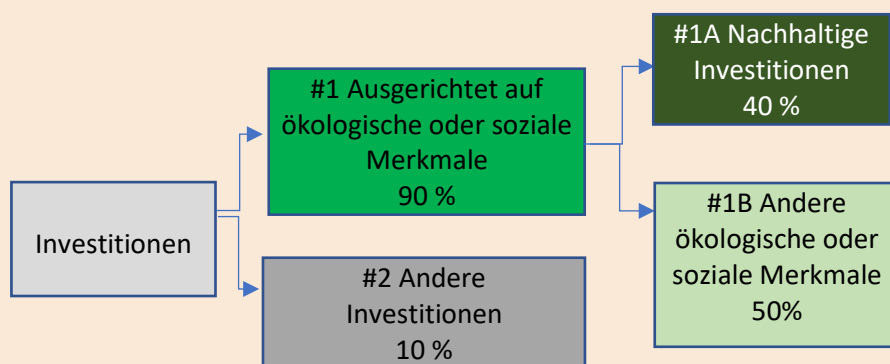 Investitionen
#1 Ausgerichtet auf
ökologische oder soziale
Merkmale
90 %
#2 Andere
Investitionen
10 %
#1A Nachhaltige
Investitionen
40 %
#1B Andere
ökologische oder
soziale Merkmale
50%